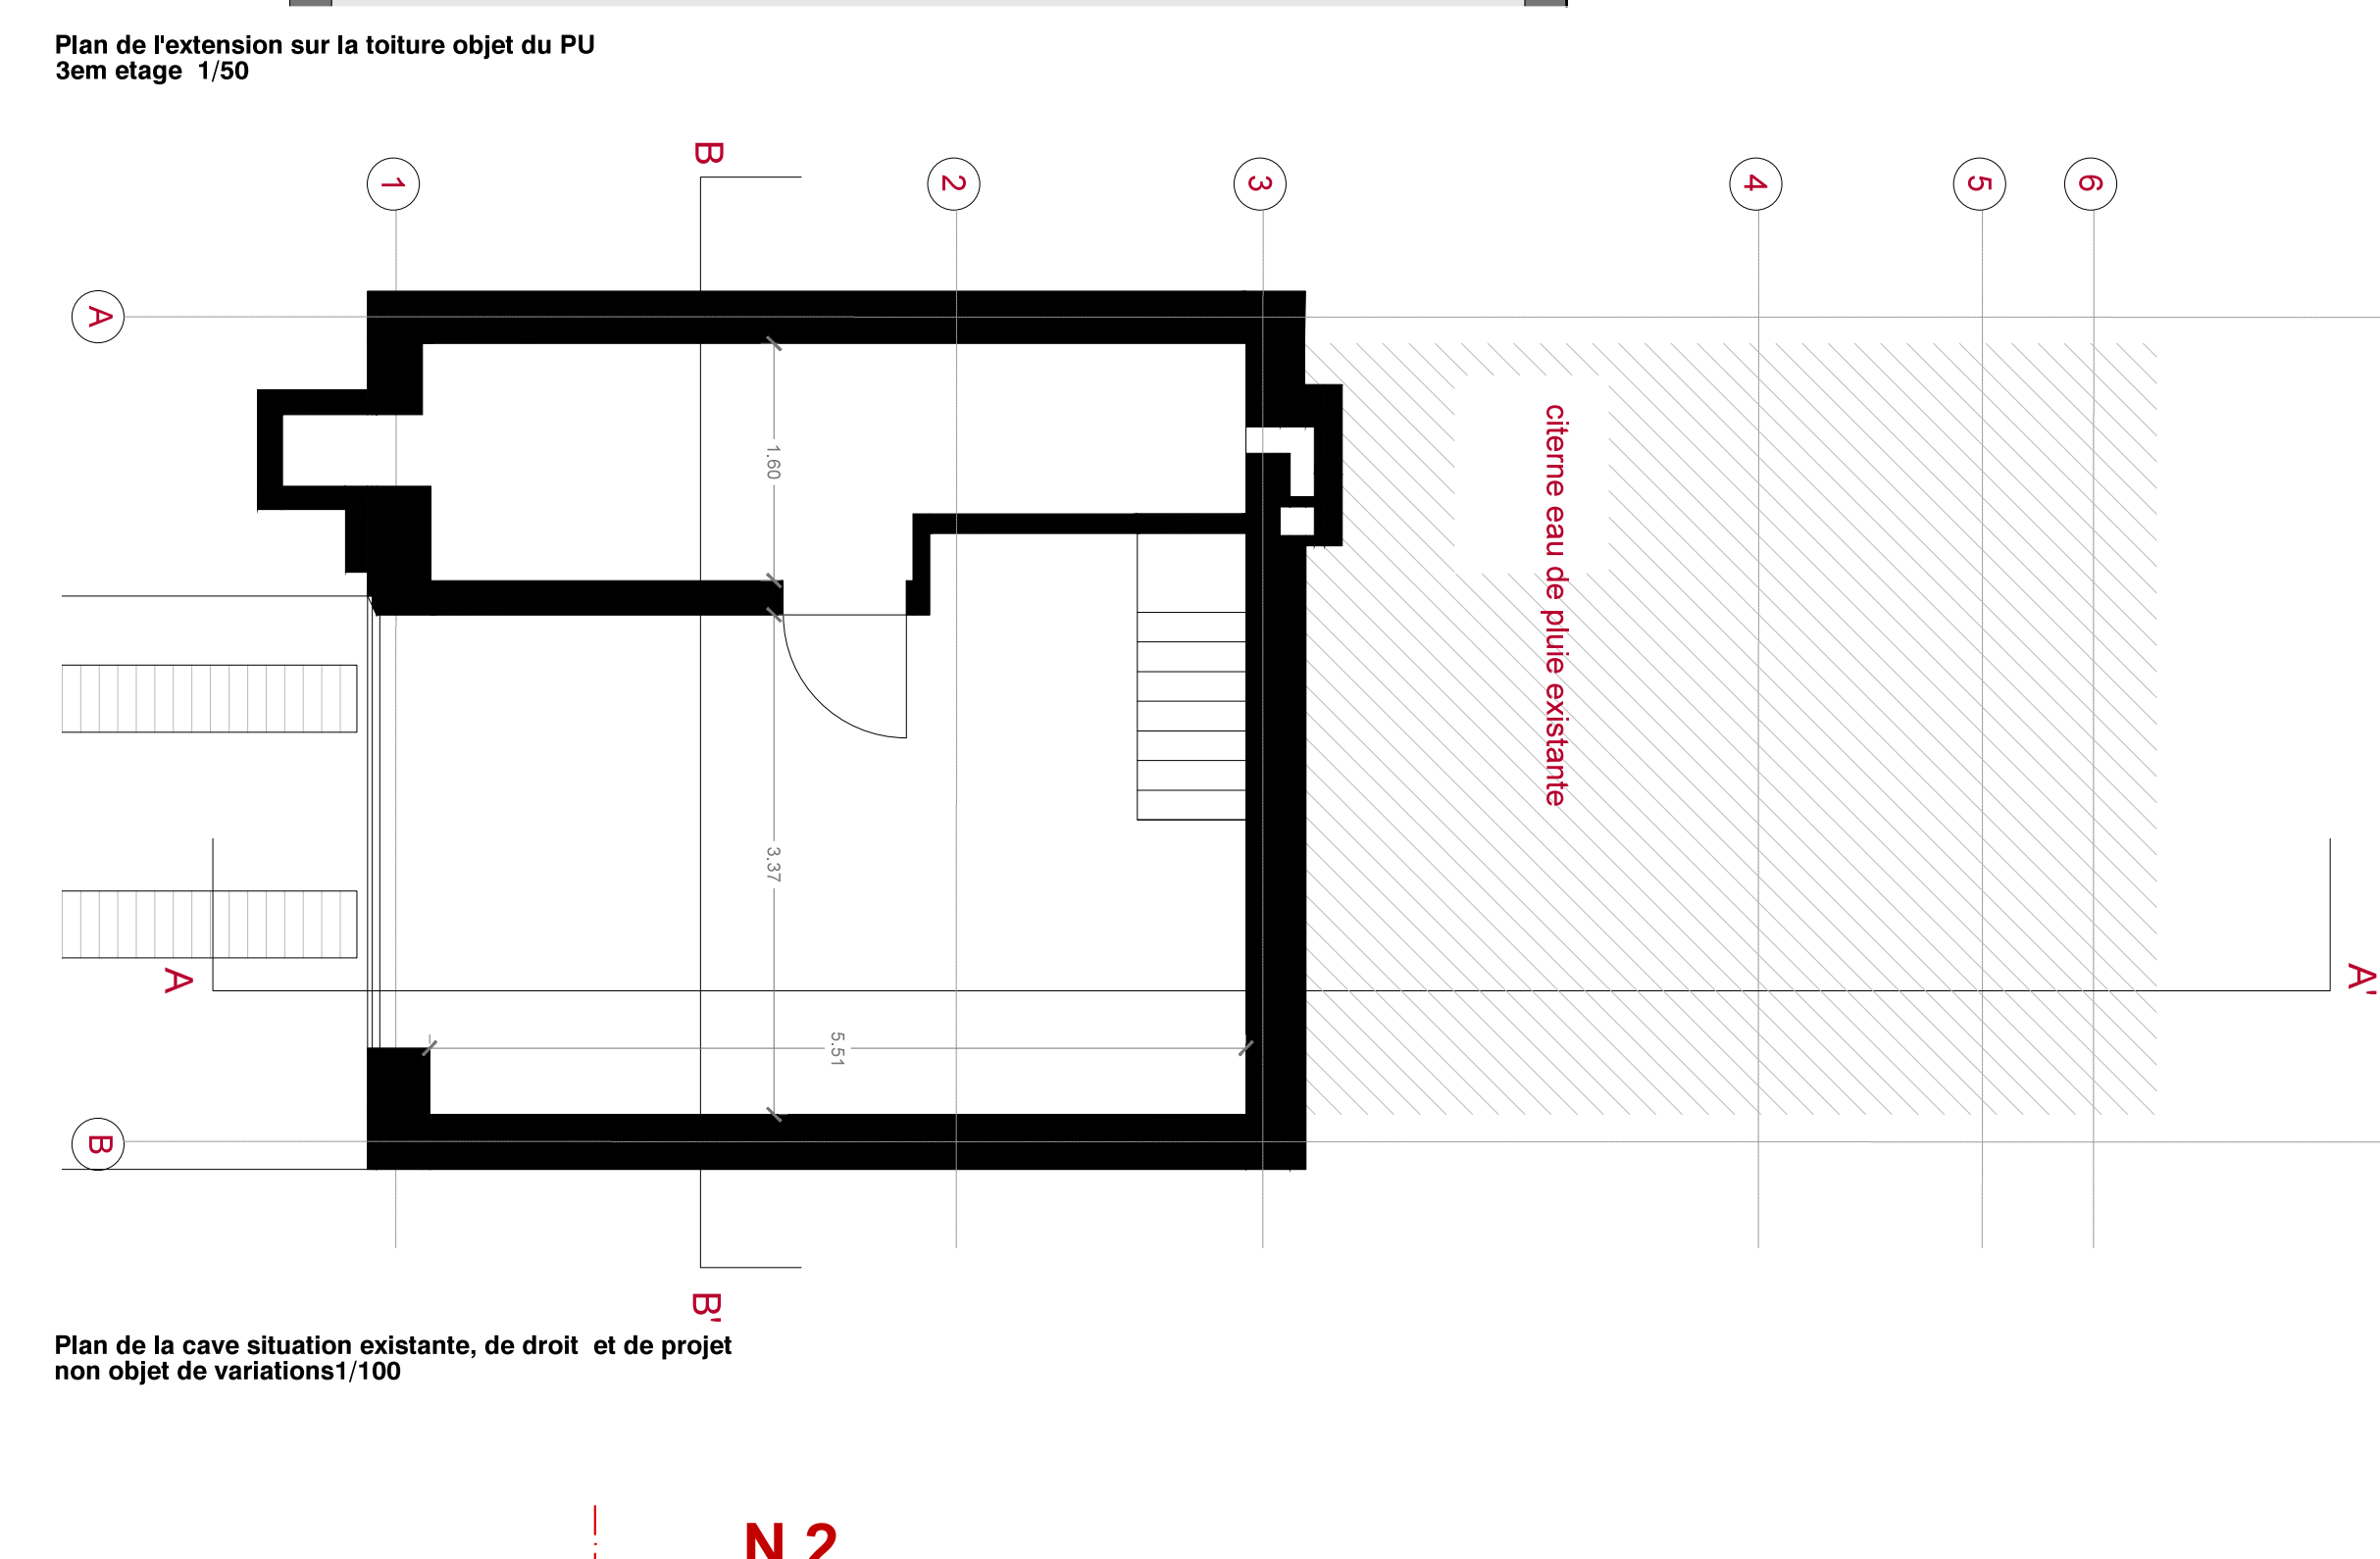 Plan de l'extension sur la toiture objet du PU
3em etage  1/50
B
1
2
3
4
5
6
A
1.60
citerne eau de pluie existante
3.37
A
A'
5.51
B
B'
Plan de la cave situation existante, de droit  et de projet
non objet de variations1/100
N 2